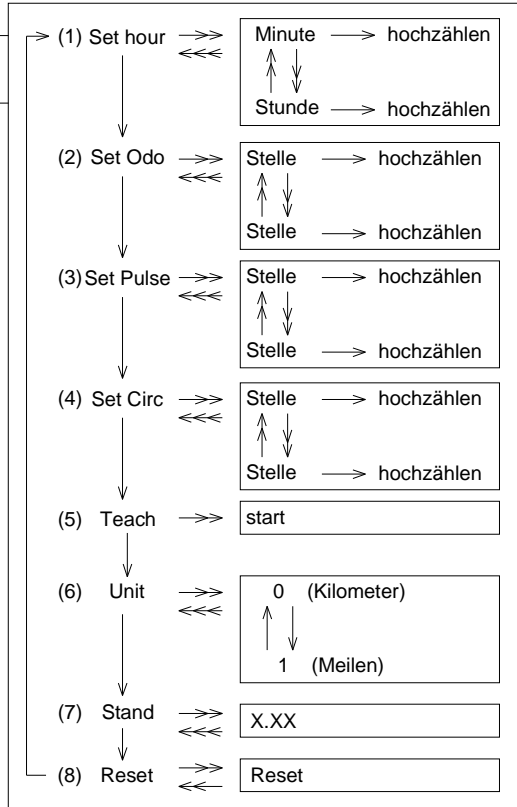 (1) Set hour
Minute hochzählen
Stunde hochzählen
(2) Set Odo
Stelle hochzählen
Stelle hochzählen
(3) Set Pulse
Stelle hochzählen
Stelle hochzählen
(4) Set Circ
Stelle hochzählen
Stelle hochzählen
(5) Teach
start
(6) Unit
0 (Kilometer)
1 (Meilen)
(7) Stand
X.XX
(8) Reset
Reset